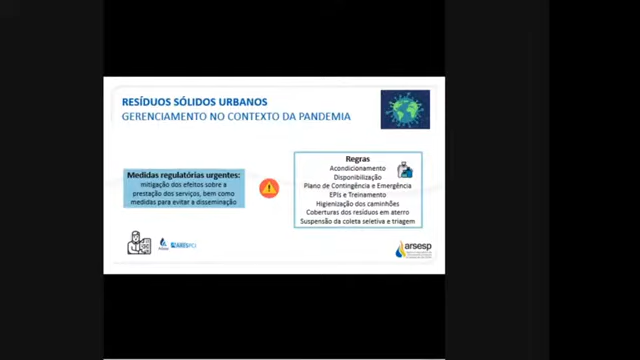 RESÍDUOS SÓLIDOS URBANOS
GERENCIAMENTO NO CONTEXTO DA PANDEMIA
Medidas regulatórias urgentes:
mitigação dos efeitos sobre a
prestação dos serviços, bem como
medidas para evitar a disseminação
Regras
Acondicionamento
Disponibilização
Plano de Contingência e Emergência
EPIs e Treinamento
Higienização dos caminhões
Coberturas dos resíduos em aterro
Suspensão da coleta seletiva e triagem
ARES PCJ
arsesp